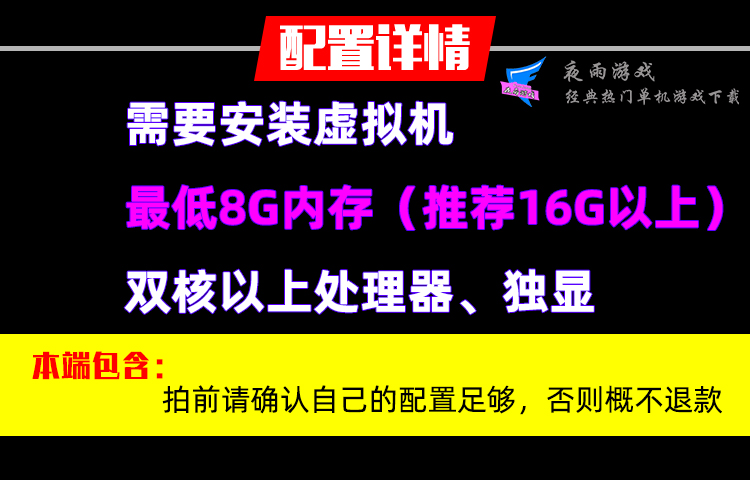 配置详情
夜雨游戏
经典热门单机游戏下载
需要安装虚拟机
最低8G内存（推荐16G以上）
双核以上处理器、独显
本端包含：
拍前请确认自己的配置足够，否则概不退款